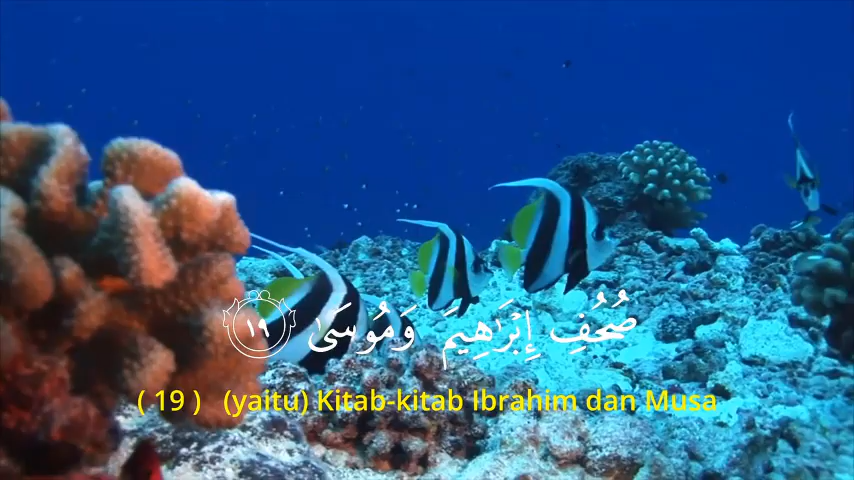 صُحُفِ إِبْرَٰهِيمَ وَمُوسَىٰ ١٩
( 19 ) (yaitu) Kitab-kitab Ibrahim dan Musa